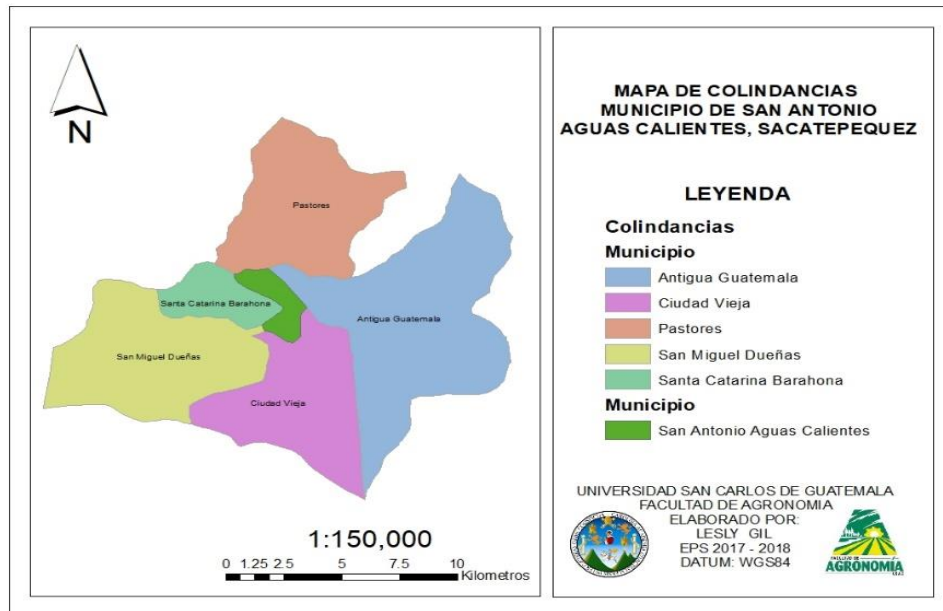 N
Pastores
Santa Catarina Barahona
Antigua Guatemala
San Miguel Dueñas
Ciudad Vieja
1:150,000
0 1.25 2.5 5 7.5 10
Kilometros
MAPA DE COLINDANCIAS
MUNICIPIO DE SAN ANTONIO
AGUAS CALIENTES, SACATEPEQUEZ
LEYENDA
Colindancias
Municipio
Antigua Guatemala
Ciudad Vieja
Pastores
San Miguel Dueñas
Santa Catarina Barahona
Municipio
San Antonio Aguas Calientes
UNIVERSIDAD SAN CARLOS DE GUATEMALA
FACULTAD DE AGRONOMIA
ELABORADO POR:
LESLY GIL
EPS 2017 - 2018
DATUM: WGS84
AGRONOMIA